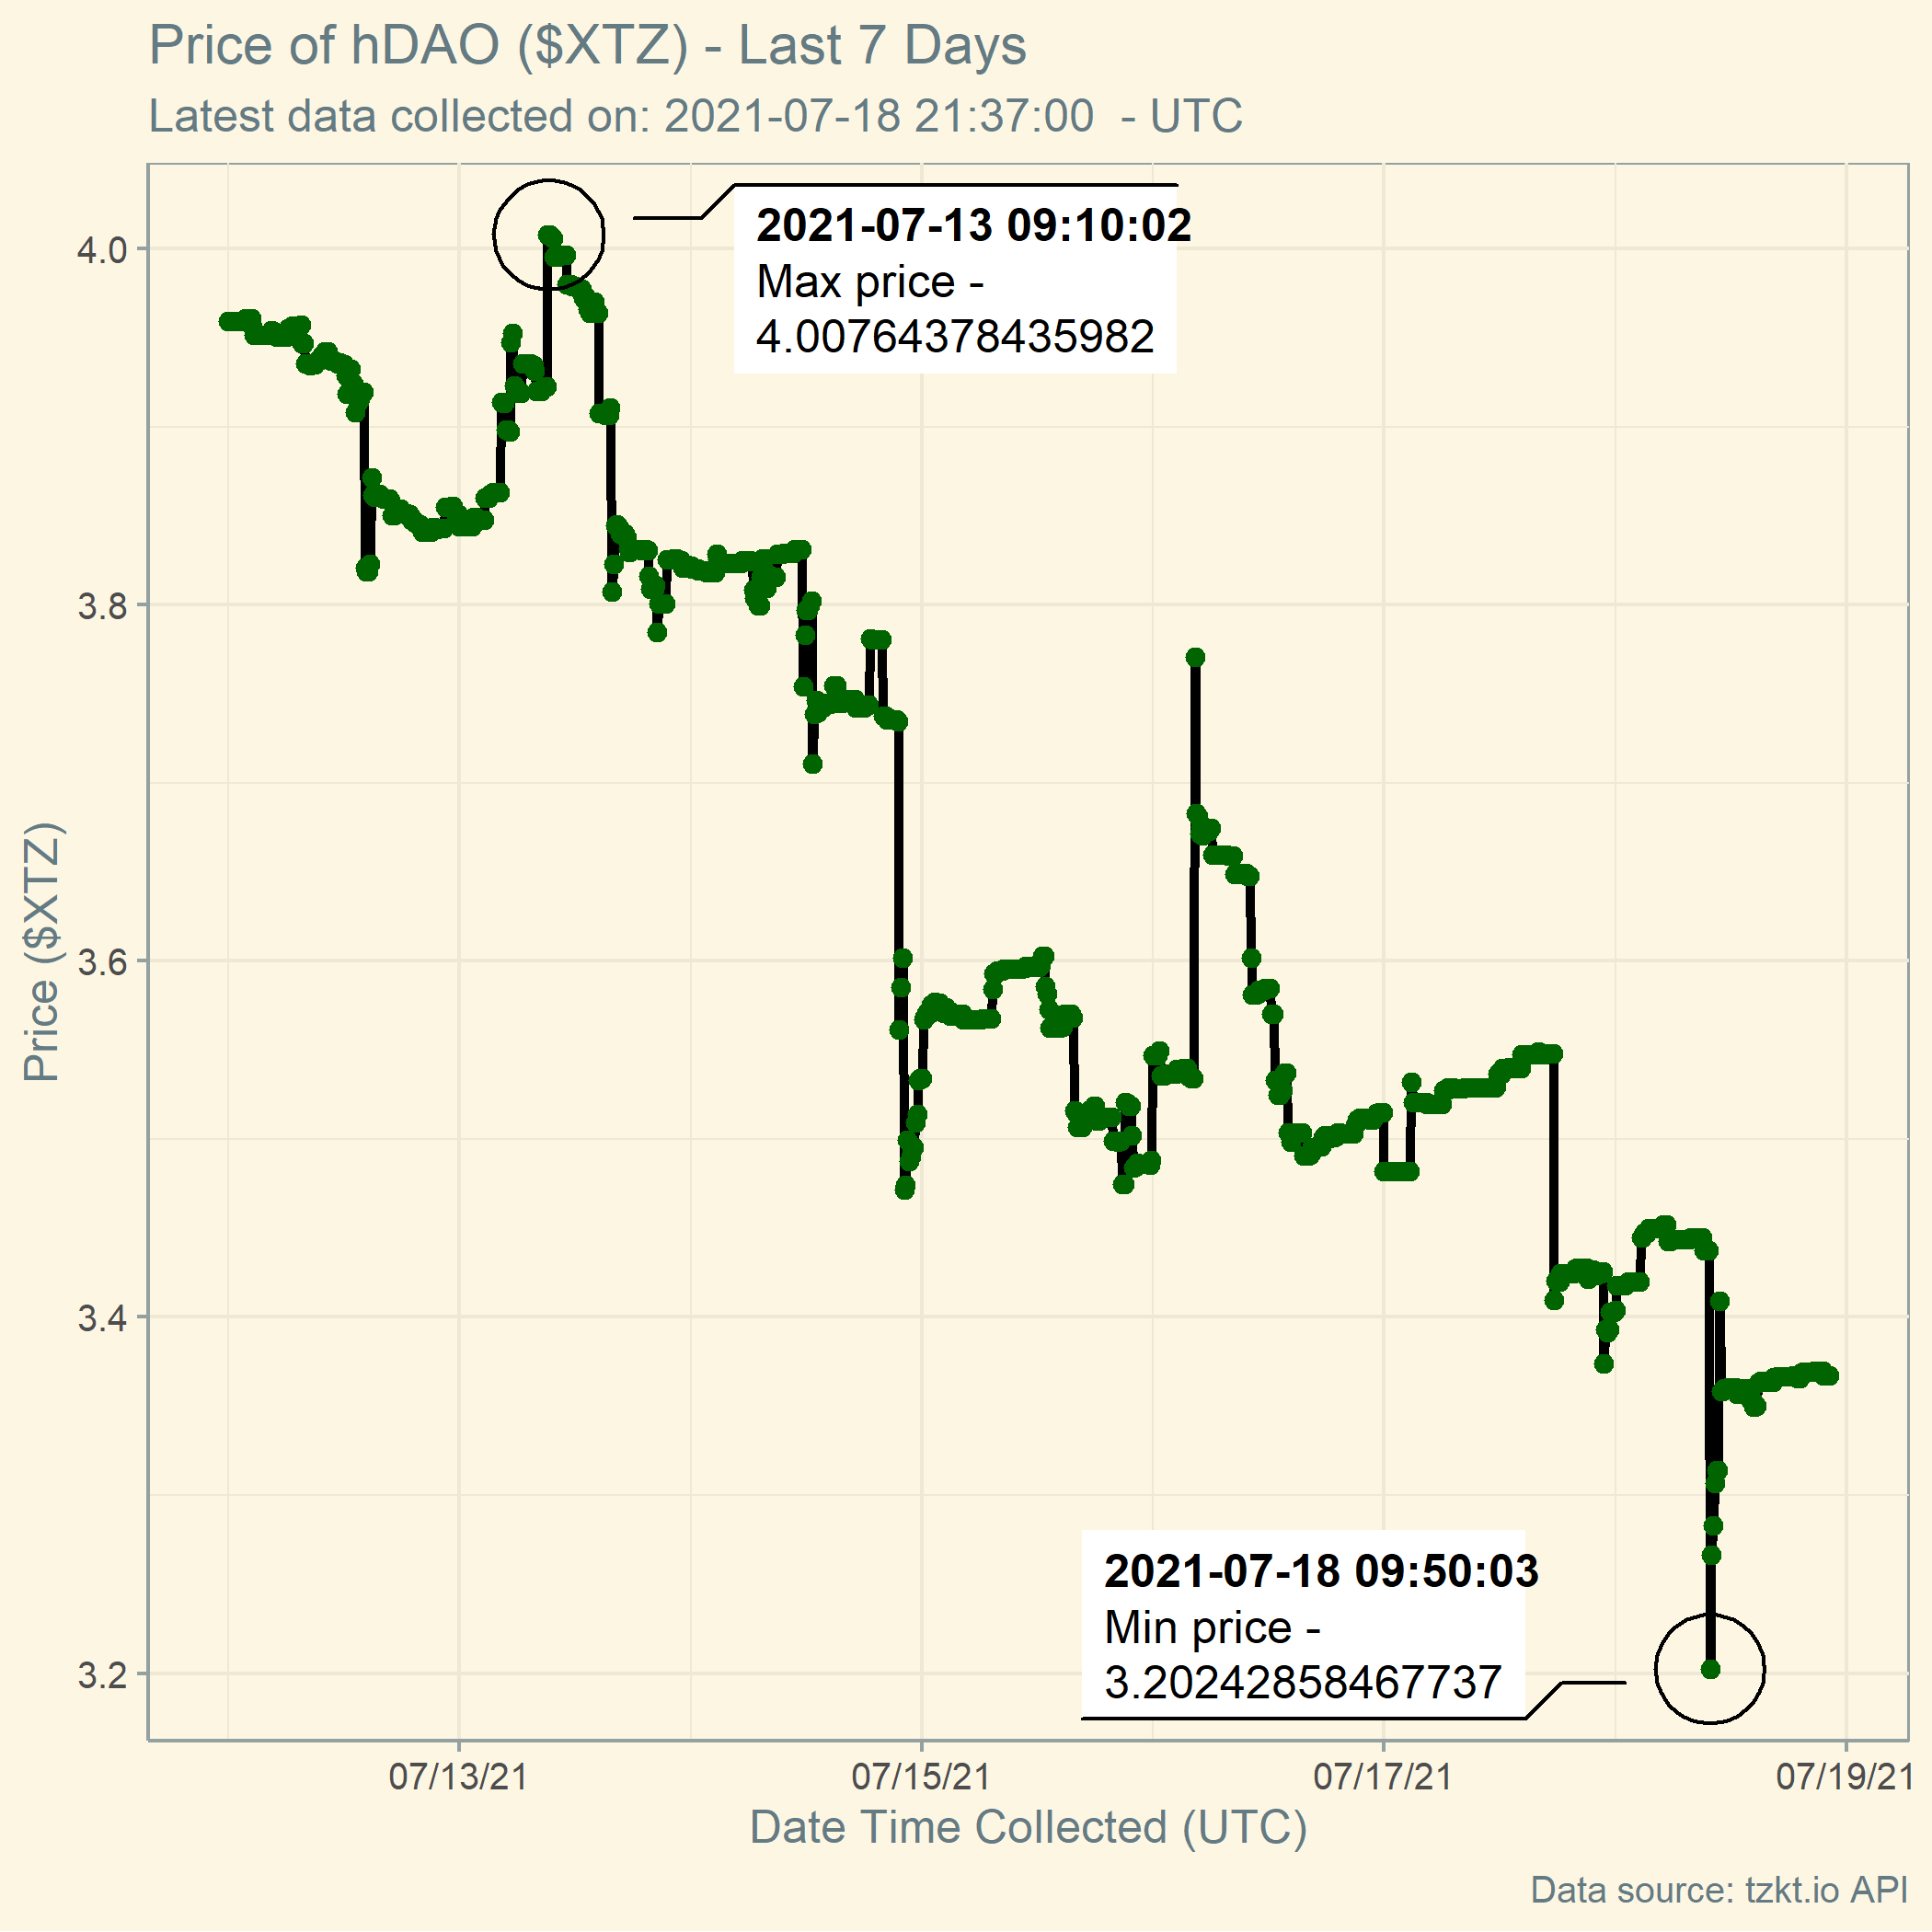 Price of hDAO ($XTZ) - Last 7 Days
Latest data collected on: 2021-07-18 21:37:00  - UTC
2021-07-13 09:10:02
Max price -
4.00764378435982
4.0
3.8
3.6
3.4
3.2
Price ($XTZ)
2021-07-18 09:50:03
Min price -
3.20242858467737
07/13/21
07/15/21
07/17/21
07/19/21
Date Time Collected (UTC)
Data source: tzkt.io API